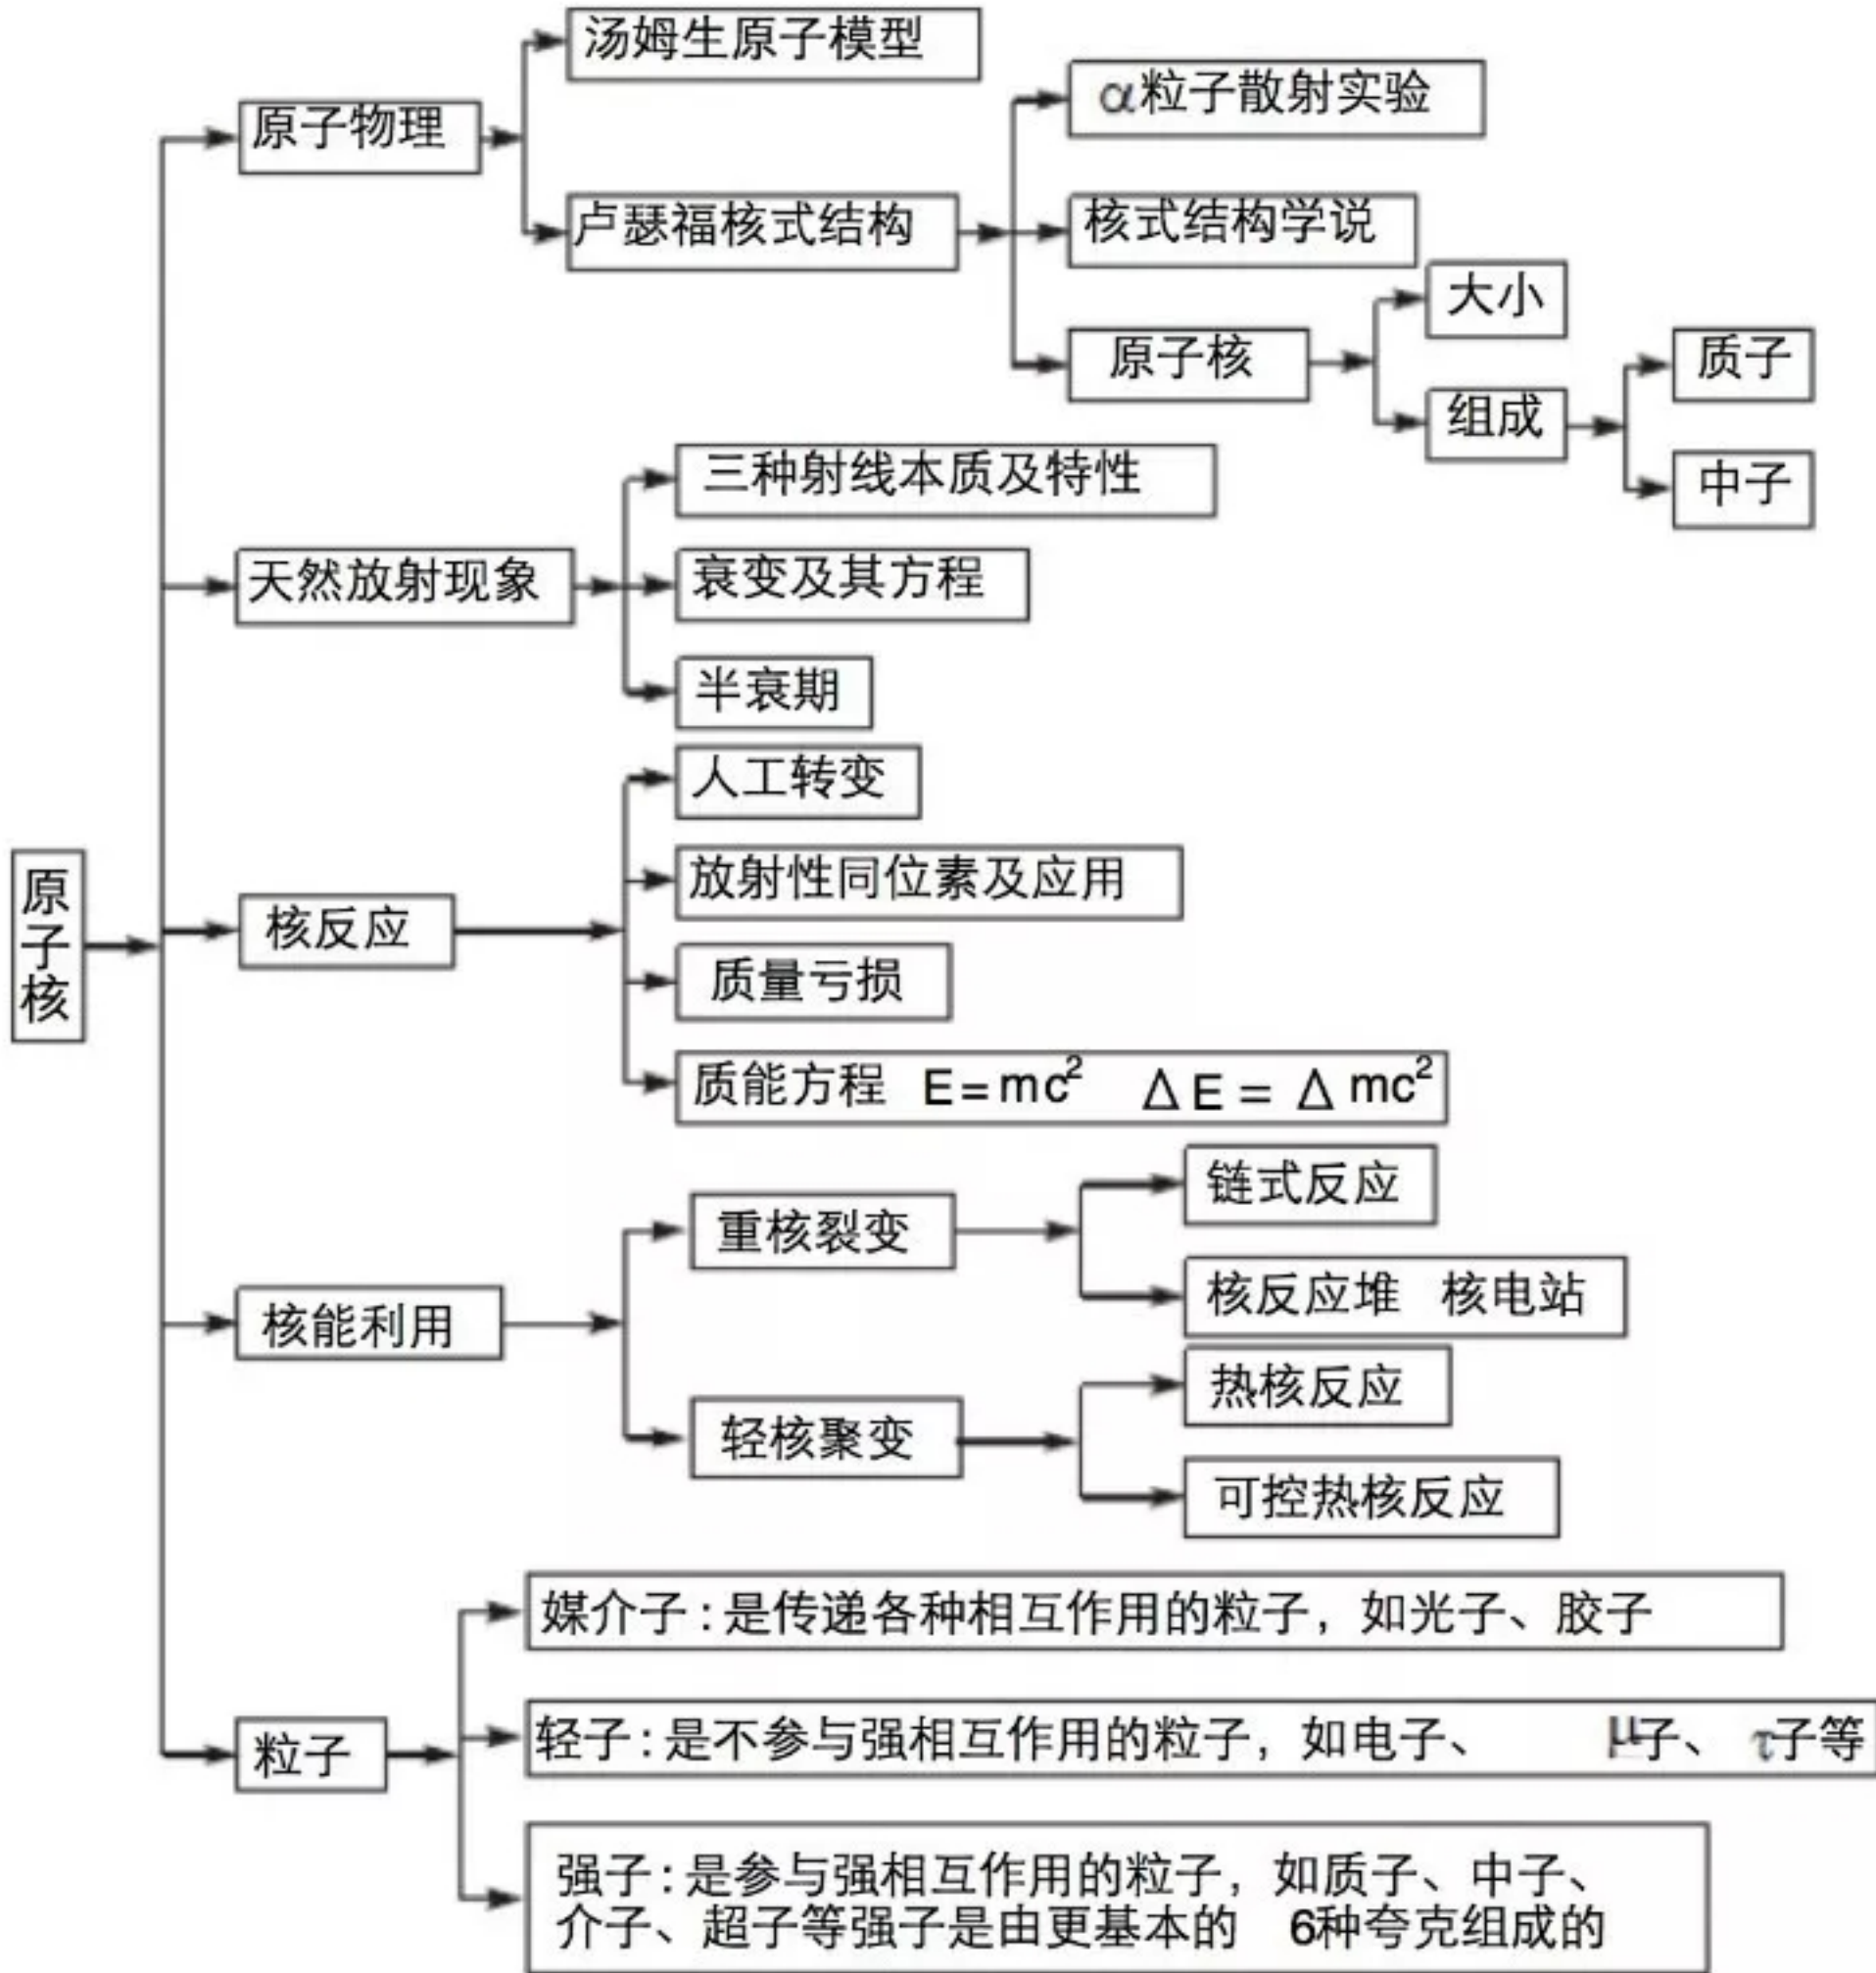 汤姆生原子模型
α粒子散射实验
原子物理
卢瑟福核式结构
核式结构学说
大小
原子核
质子
组成
中子
三种射线本质及特性
天然放射现象
衰变及其方程
半衰期
人工转变
放射性同位素及应用
原子核
核反应
质量亏损
质能方程 E=mc² ΔE=Δmc²
链式反应
重核裂变
核反应堆 核电站
核能利用
热核反应
轻核聚变
可控热核反应
媒介子:是传递各种相互作用的粒子，如光子、胶子
轻子:是不参与强相互作用的粒子，如电子、 μ子、 τ子等
粒子
强子:是参与强相互作用的粒子，如质子、中子、
介子、超子等强子是由更基本的 6种夸克组成的